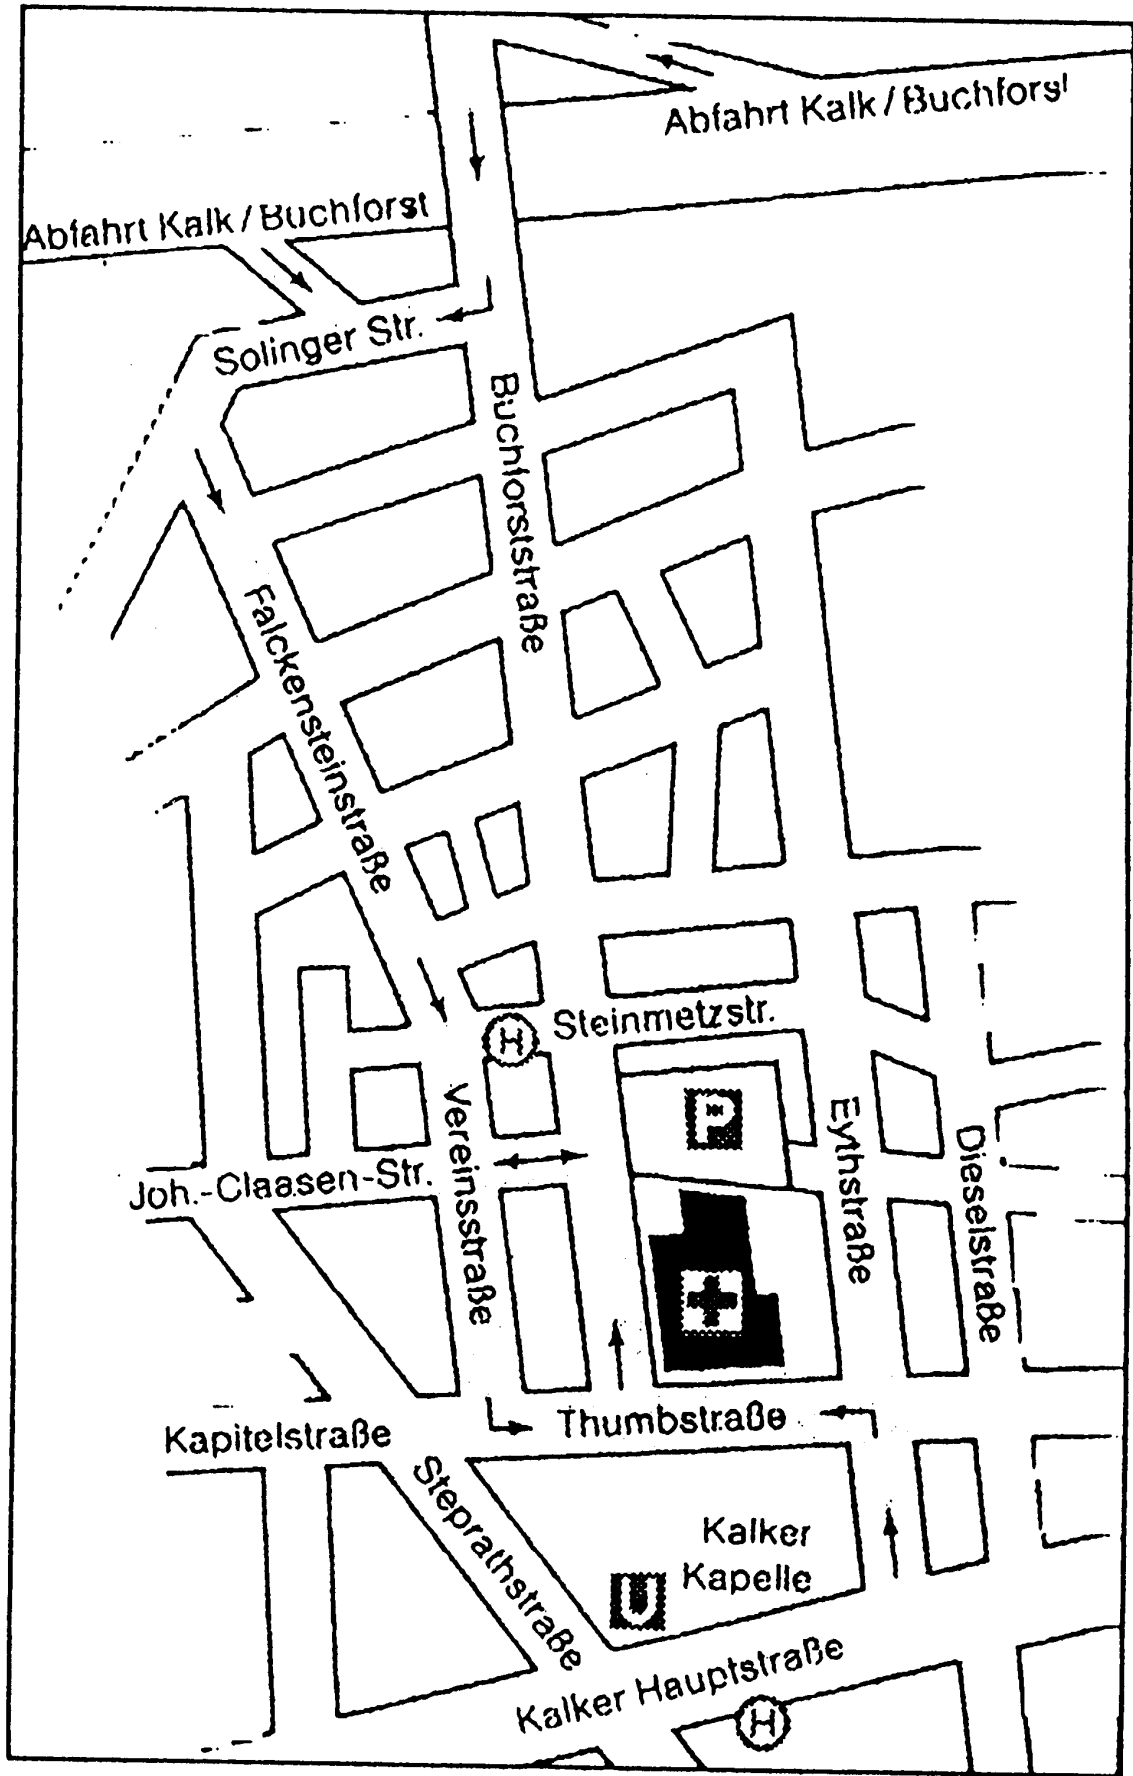 Abfahrt Kalk / Buchforst
Abfahrt Kalk / Buchforst
Solinger Str.
Buchforststraße
Falckensteinstraße
H
Steinmetzstr.
P
Vereinsstraße
Eythstraße
Dieselstraße
Joh.-Claasen-Str.
Thumbstraße
Kapitelstraße
Steprathstraße
Kalker
Kapelle
U
Kalker Hauptstraße
H